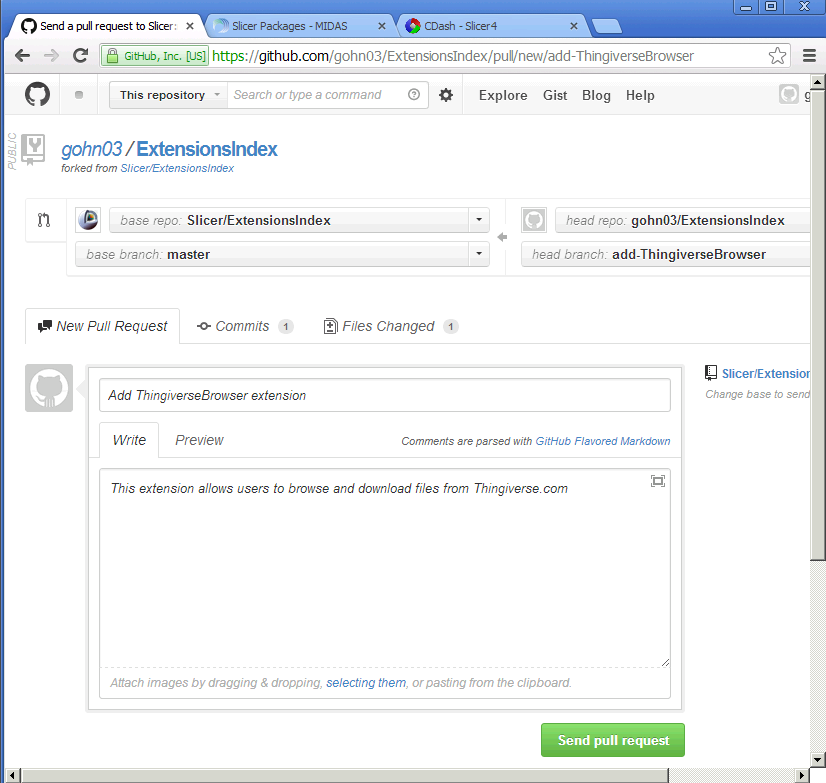 Send a pull request to Slicer:
Slicer Packages - MIDAS
CDash - Slicer4
GitHub, Inc. [US] https://github.com/gohn03/ExtensionsIndex/pull/new/add-ThingiverseBrowser
This repository Search or type a command Explore Gist Blog Help g
PUBLIC
gohn03 / ExtensionsIndex
forked from Slicer/ExtensionsIndex
base repo: Slicer/ExtensionsIndex head repo: gohn03/ExtensionsIndex
base branch: master head branch: add-ThingiverseBrowser
New Pull Request Commits 1 Files Changed 1
Add ThingiverseBrowser extension
Slicer/Extension
Change base to send
Write Preview Comments are parsed with GitHub Flavored Markdown
This extension allows users to browse and download files from Thingiverse.com
Attach images by dragging & dropping, selecting them, or pasting from the clipboard.
Send pull request